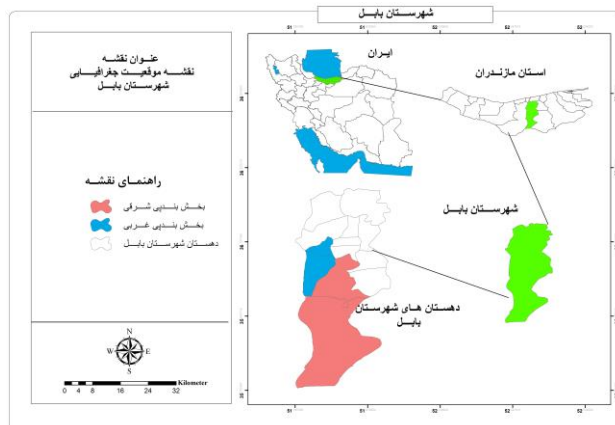 شهرستان بابل
عنوان نقشه
نقشه موقعیت جغرافیایی
شهرستان بابل
راهنمای نقشه
بخش بندپی شرقی
بخش بندپی غربی
دهستان شهرستان بابل
N
W E
S
Kilometer
0 4 8 16 24 32
ایران
استان مازندران
شهرستان بابل
دهستان های شهرستان
بابل